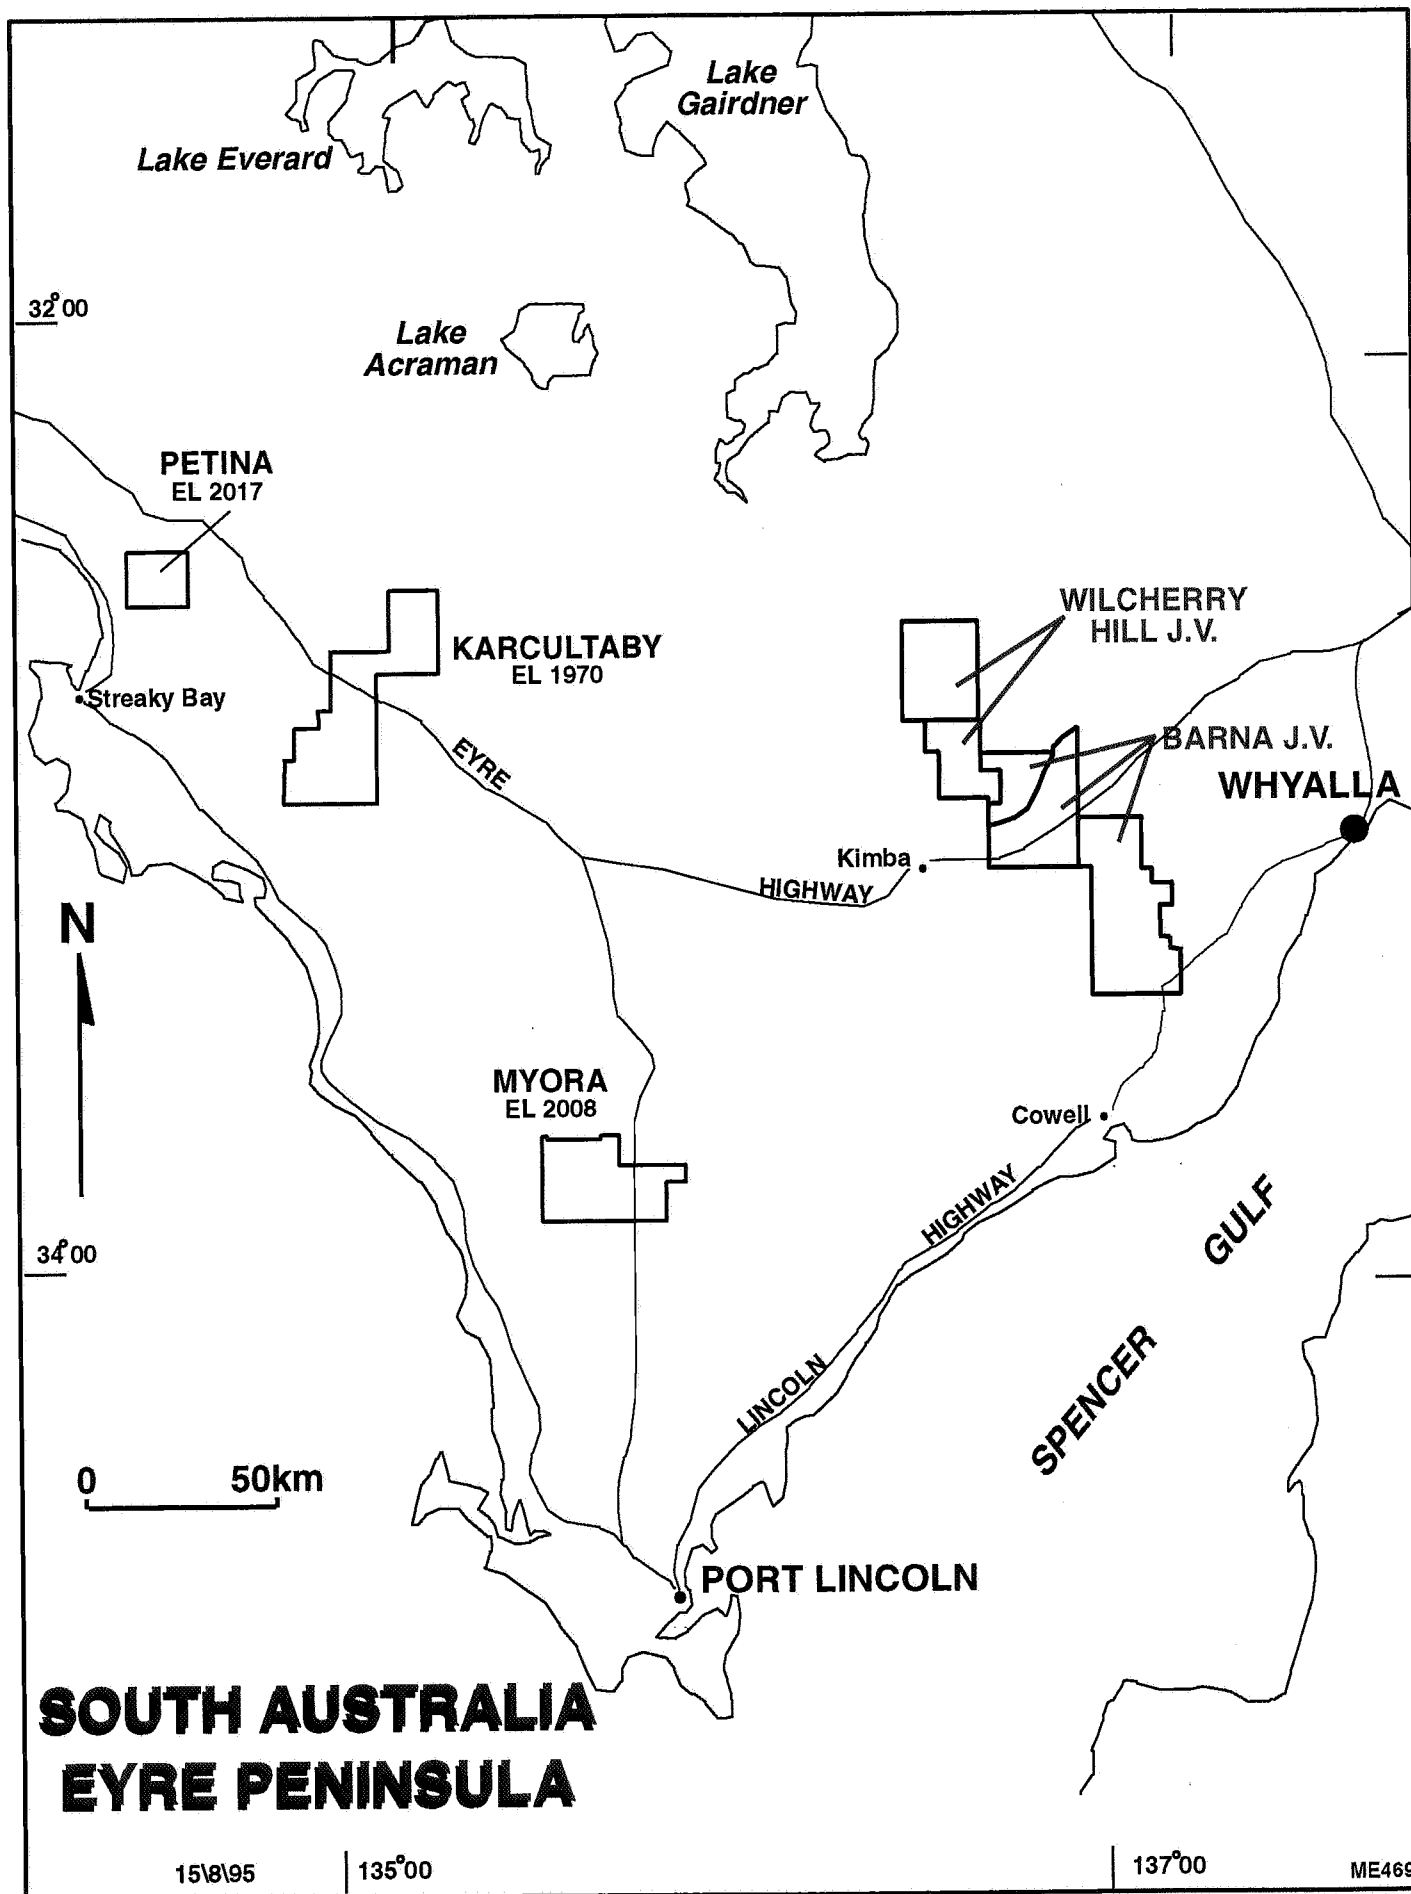 Lake
Gairdner
Lake Everard
32°00
Lake
Acraman
PETINA
EL 2017
WILCHERRY
HILL J.V.
KARCULTABY
EL 1970
Streaky Bay
BARNA J.V.
EYRE
WHYALLA
Kimba
HIGHWAY
N
MYORA
EL 2008
Cowell
HIGHWAY
GULF
34°00
SPENCER
LINCOLN
0 50km
PORT LINCOLN
SOUTH AUSTRALIA
EYRE PENINSULA
15\8\95
135°00
137°00
ME469